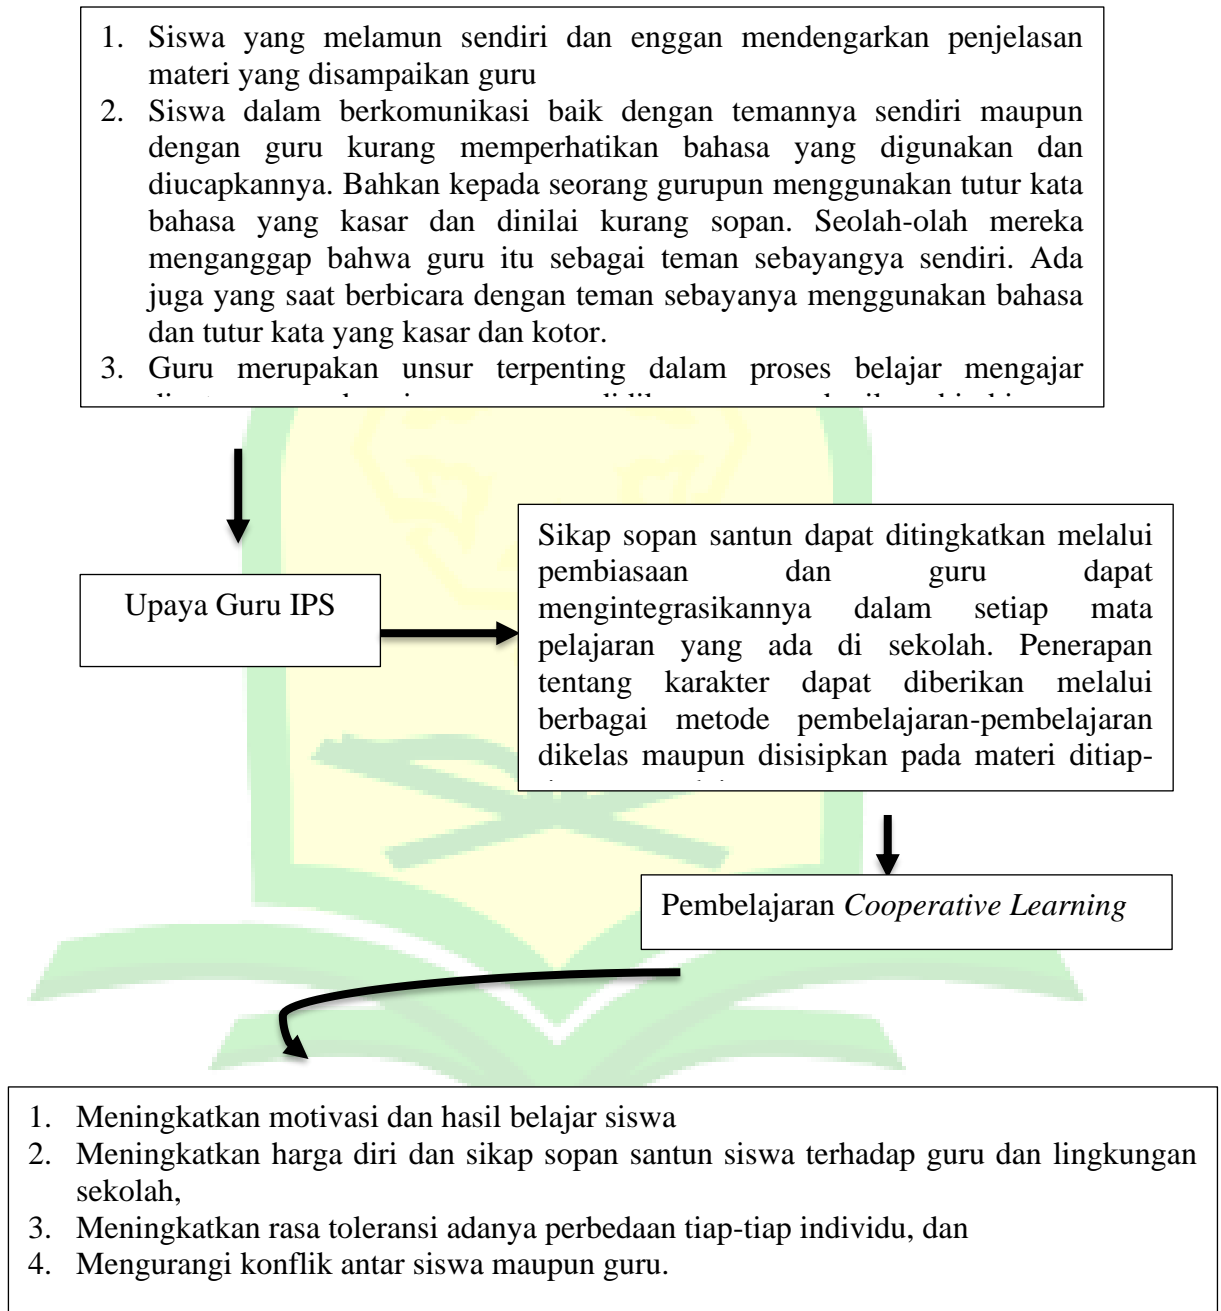 1. Siswa yang melamun sendiri dan enggan mendengarkan penjelasan
materi yang disampaikan guru
2. Siswa dalam berkomunikasi baik dengan temannya sendiri maupun
dengan guru kurang memperhatikan bahasa yang digunakan dan
diucapkannya. Bahkan kepada seorang gurupun menggunakan tutur kata
bahasa yang kasar dan dinilai kurang sopan. Seolah-olah mereka
menganggap bahwa guru itu sebagai teman sebayangya sendiri. Ada
juga yang saat berbicara dengan teman sebayanya menggunakan bahasa
dan tutur kata yang kasar dan kotor.
3. Guru merupakan unsur terpenting dalam proses belajar mengajar
Upaya Guru IPS
Sikap sopan santun dapat ditingkatkan melalui
pembiasaan dan guru dapat
mengintegrasikannya dalam setiap mata
pelajaran yang ada di sekolah. Penerapan
tentang karakter dapat diberikan melalui
berbagai metode pembelajaran-pembelajaran
dikelas maupun disisipkan pada materi ditiap-
Pembelajaran Cooperative Learning
1. Meningkatkan motivasi dan hasil belajar siswa
2. Meningkatkan harga diri dan sikap sopan santun siswa terhadap guru dan lingkungan
sekolah,
3. Meningkatkan rasa toleransi adanya perbedaan tiap-tiap individu, dan
4. Mengurangi konflik antar siswa maupun guru.